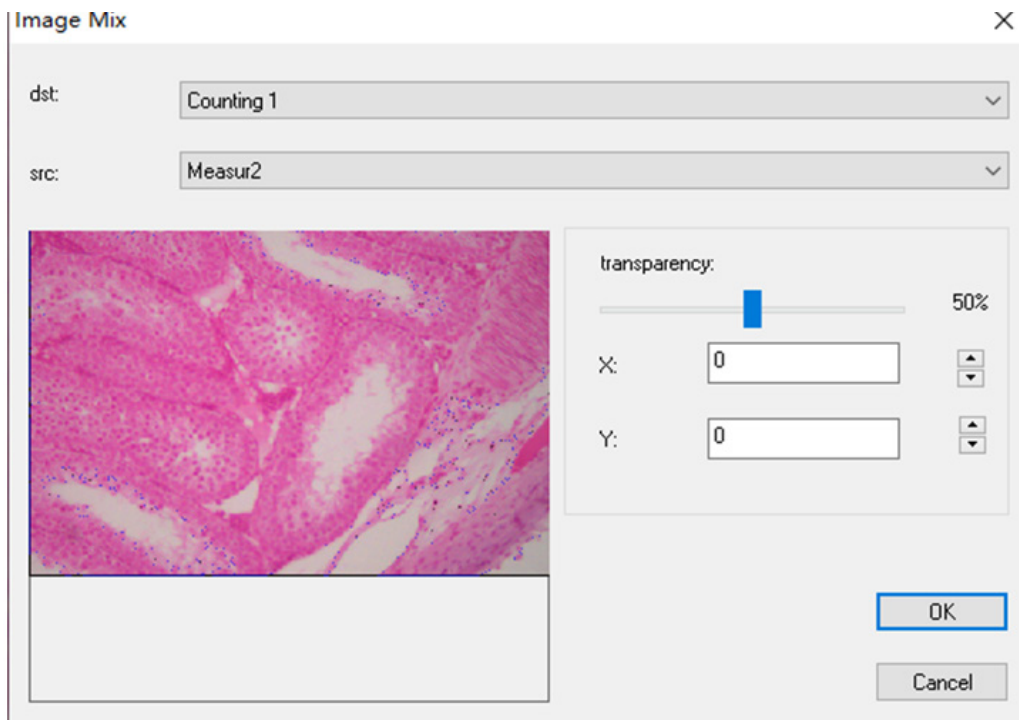 Image Mix
dst:
Counting 1
src:
Measur2
transparency:
50%
X:
0
Y:
0
OK
Cancel